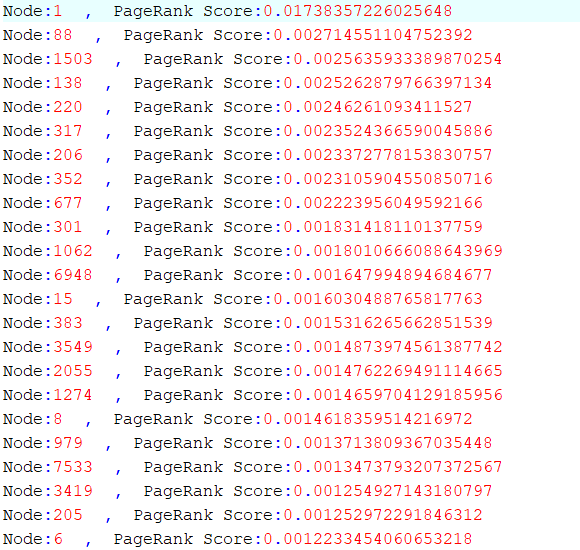 Node:1  ,  PageRank Score:0.01738357226025648
Node:88  ,  PageRank Score:0.002714551104752392
Node:1503  ,  PageRank Score:0.0025635933389870254
Node:138  ,  PageRank Score:0.0025262879766397134
Node:220  ,  PageRank Score:0.00246261093411527
Node:317  ,  PageRank Score:0.0023524366590045886
Node:206  ,  PageRank Score:0.0023372778153830757
Node:352  ,  PageRank Score:0.0023105904550850716
Node:677  ,  PageRank Score:0.002223956049592166
Node:301  ,  PageRank Score:0.001831418110137759
Node:1062  ,  PageRank Score:0.0018010666088643969
Node:6948  ,  PageRank Score:0.001647994894684677
Node:15  ,  PageRank Score:0.0016030488765817763
Node:383  ,  PageRank Score:0.0015316265662851539
Node:3549  ,  PageRank Score:0.0014873974561387742
Node:2055  ,  PageRank Score:0.0014762269491114665
Node:1274  ,  PageRank Score:0.0014659704129185956
Node:8  ,  PageRank Score:0.0014618359514216972
Node:979  ,  PageRank Score:0.0013713809367035448
Node:7533  ,  PageRank Score:0.0013473793207372567
Node:3419  ,  PageRank Score:0.001254927143180797
Node:205  ,  PageRank Score:0.001252972291846312
Node:6  ,  PageRank Score:0.0012233454060653218